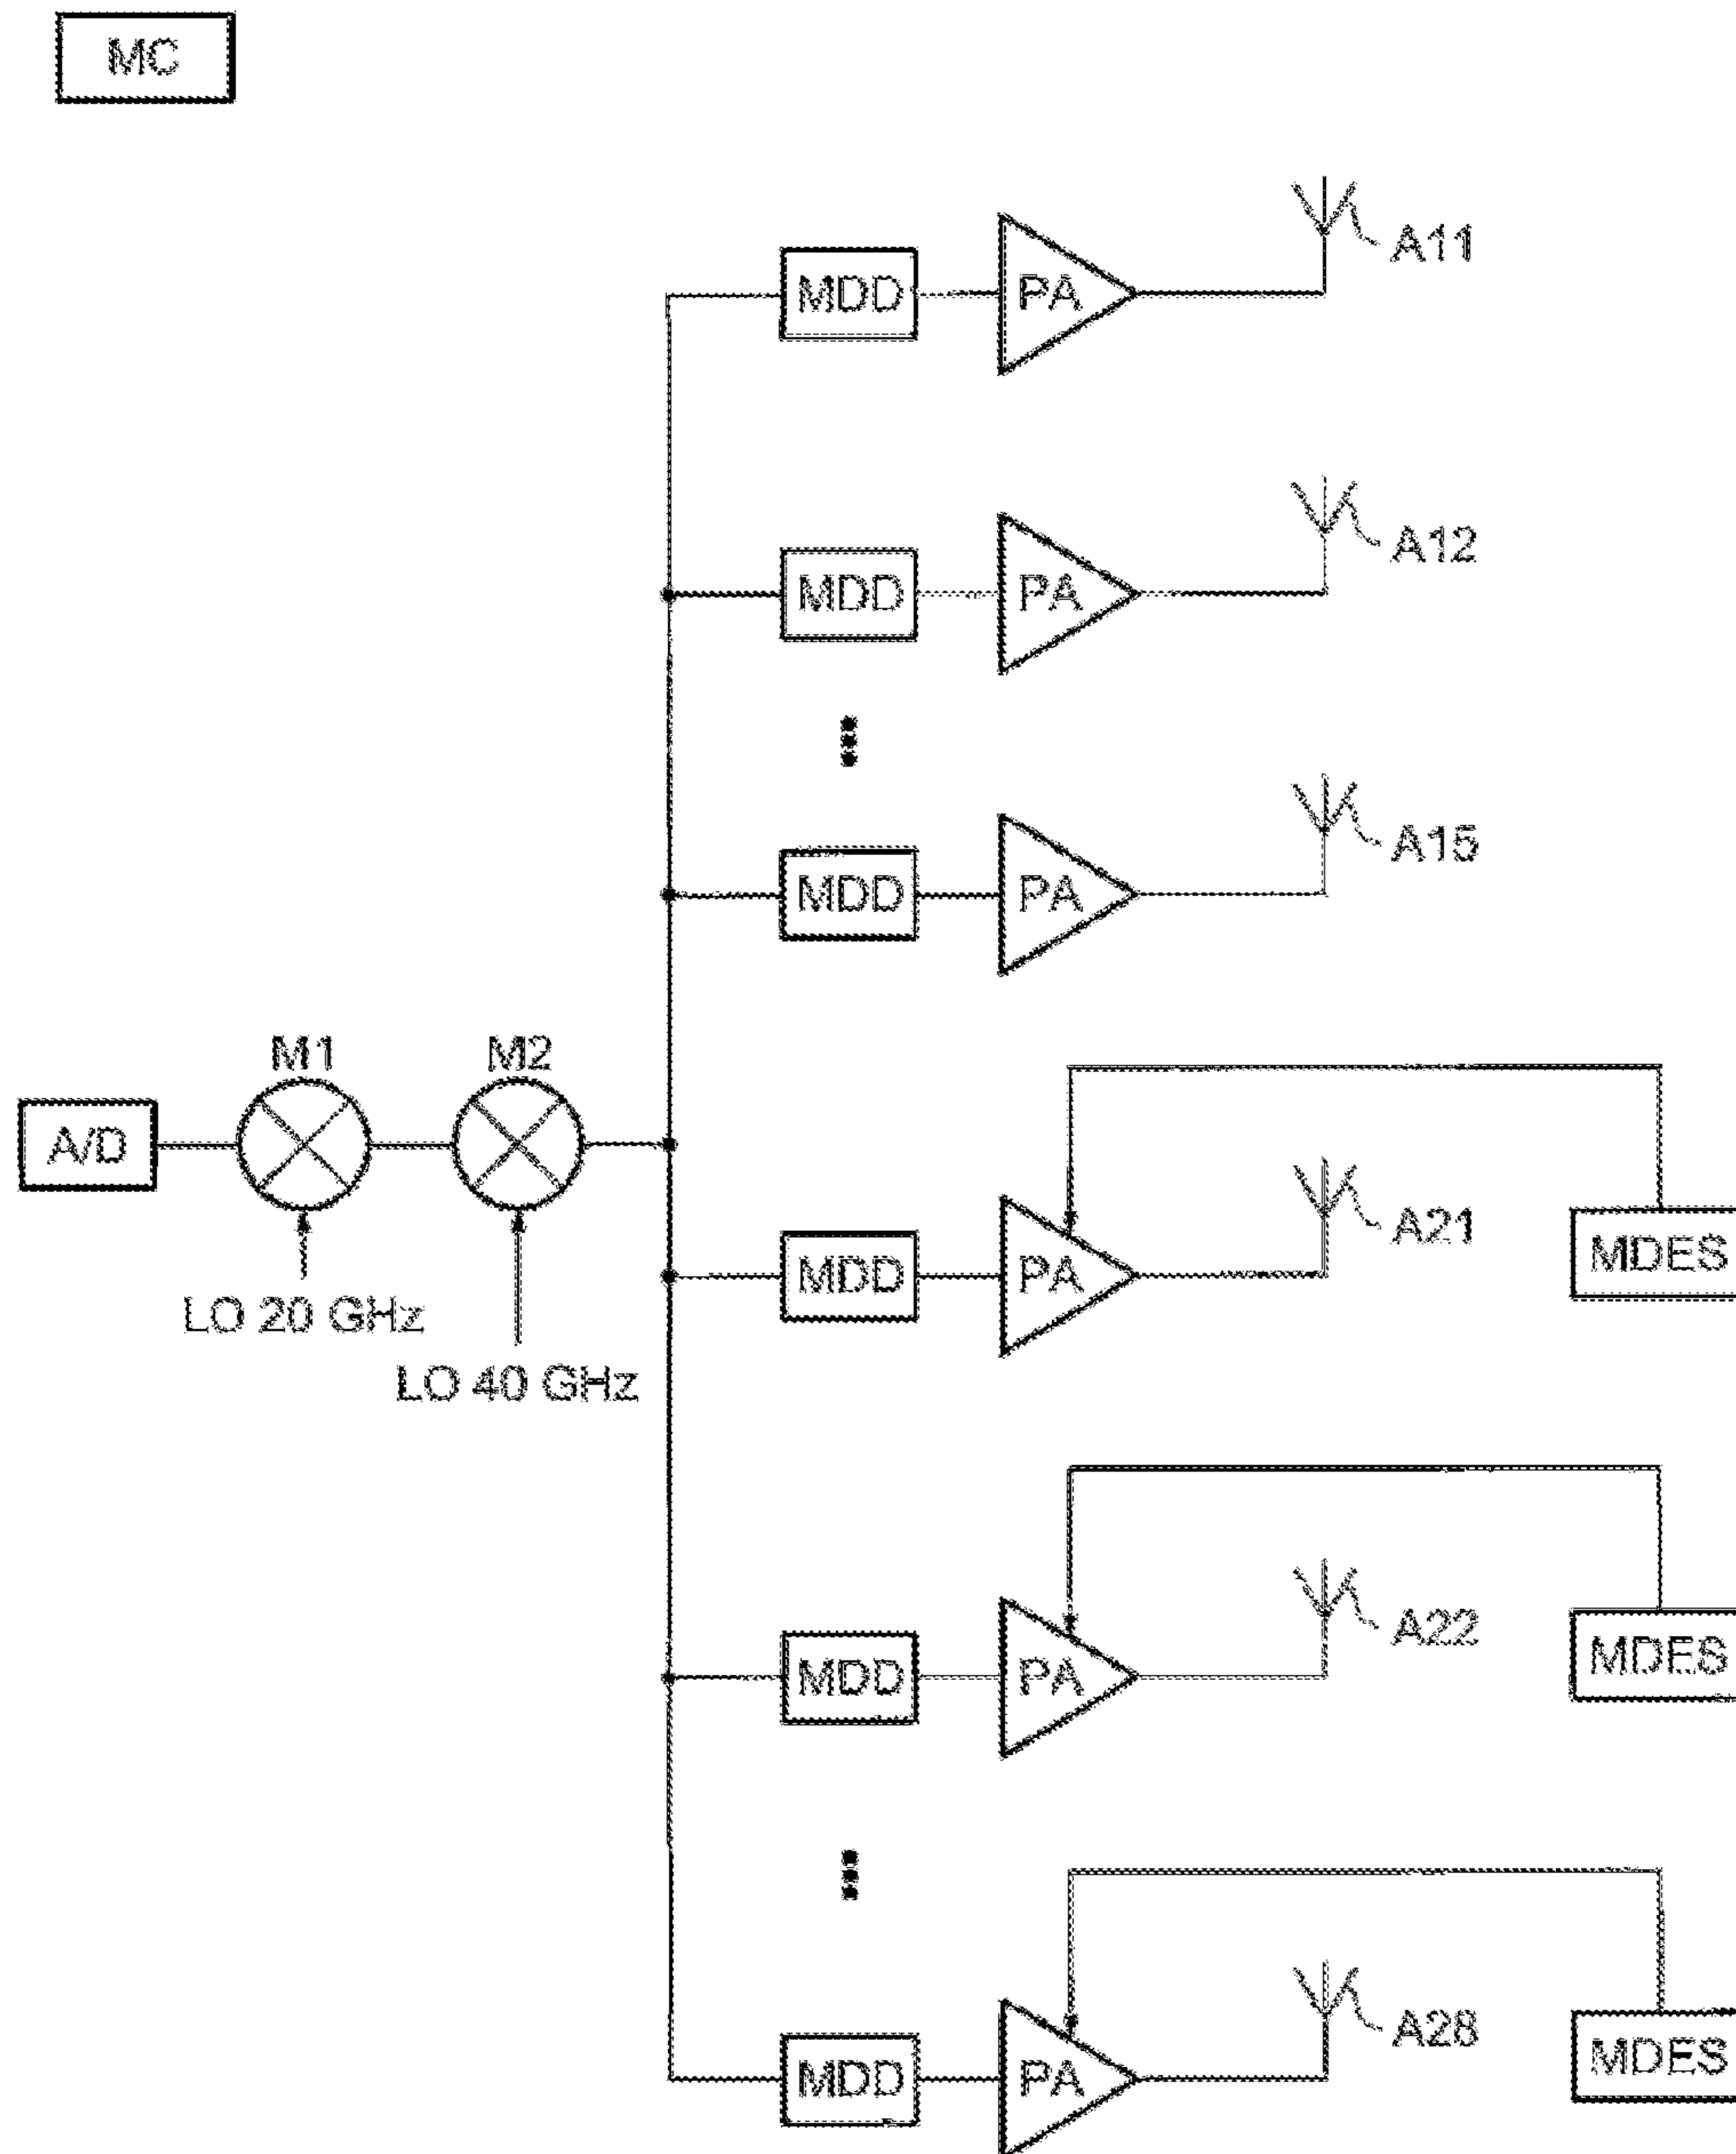 MC
MDD PA A11
MDD PA A12
MDD PA A15
M1 M2
A/D
LO 20 GHz
LO 40 GHz
MDD PA A21 MDES
MDD PA A22 MDES
MDD PA A28 MDES